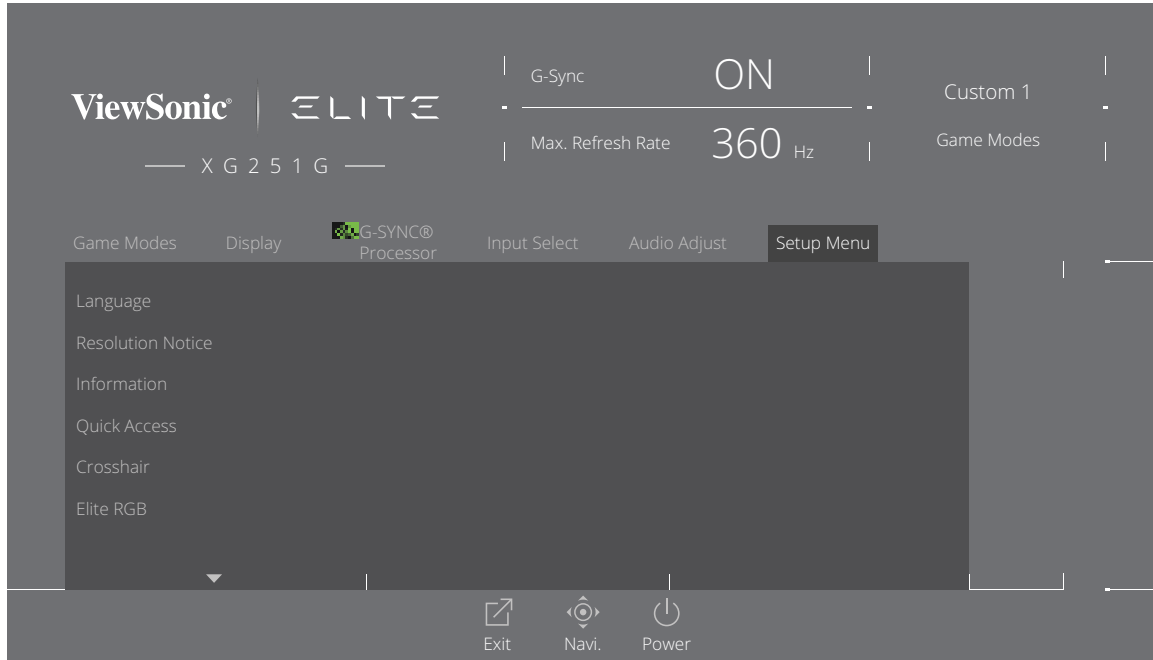 ViewSonic® ELITE
XG251G
G-Sync ON
Max. Refresh Rate 360 Hz
Custom 1
Game Modes
Game Modes Display G-SYNC® Processor Input Select Audio Adjust Setup Menu
Language
Resolution Notice
Information
Quick Access
Crosshair
Elite RGB
Exit Navi. Power